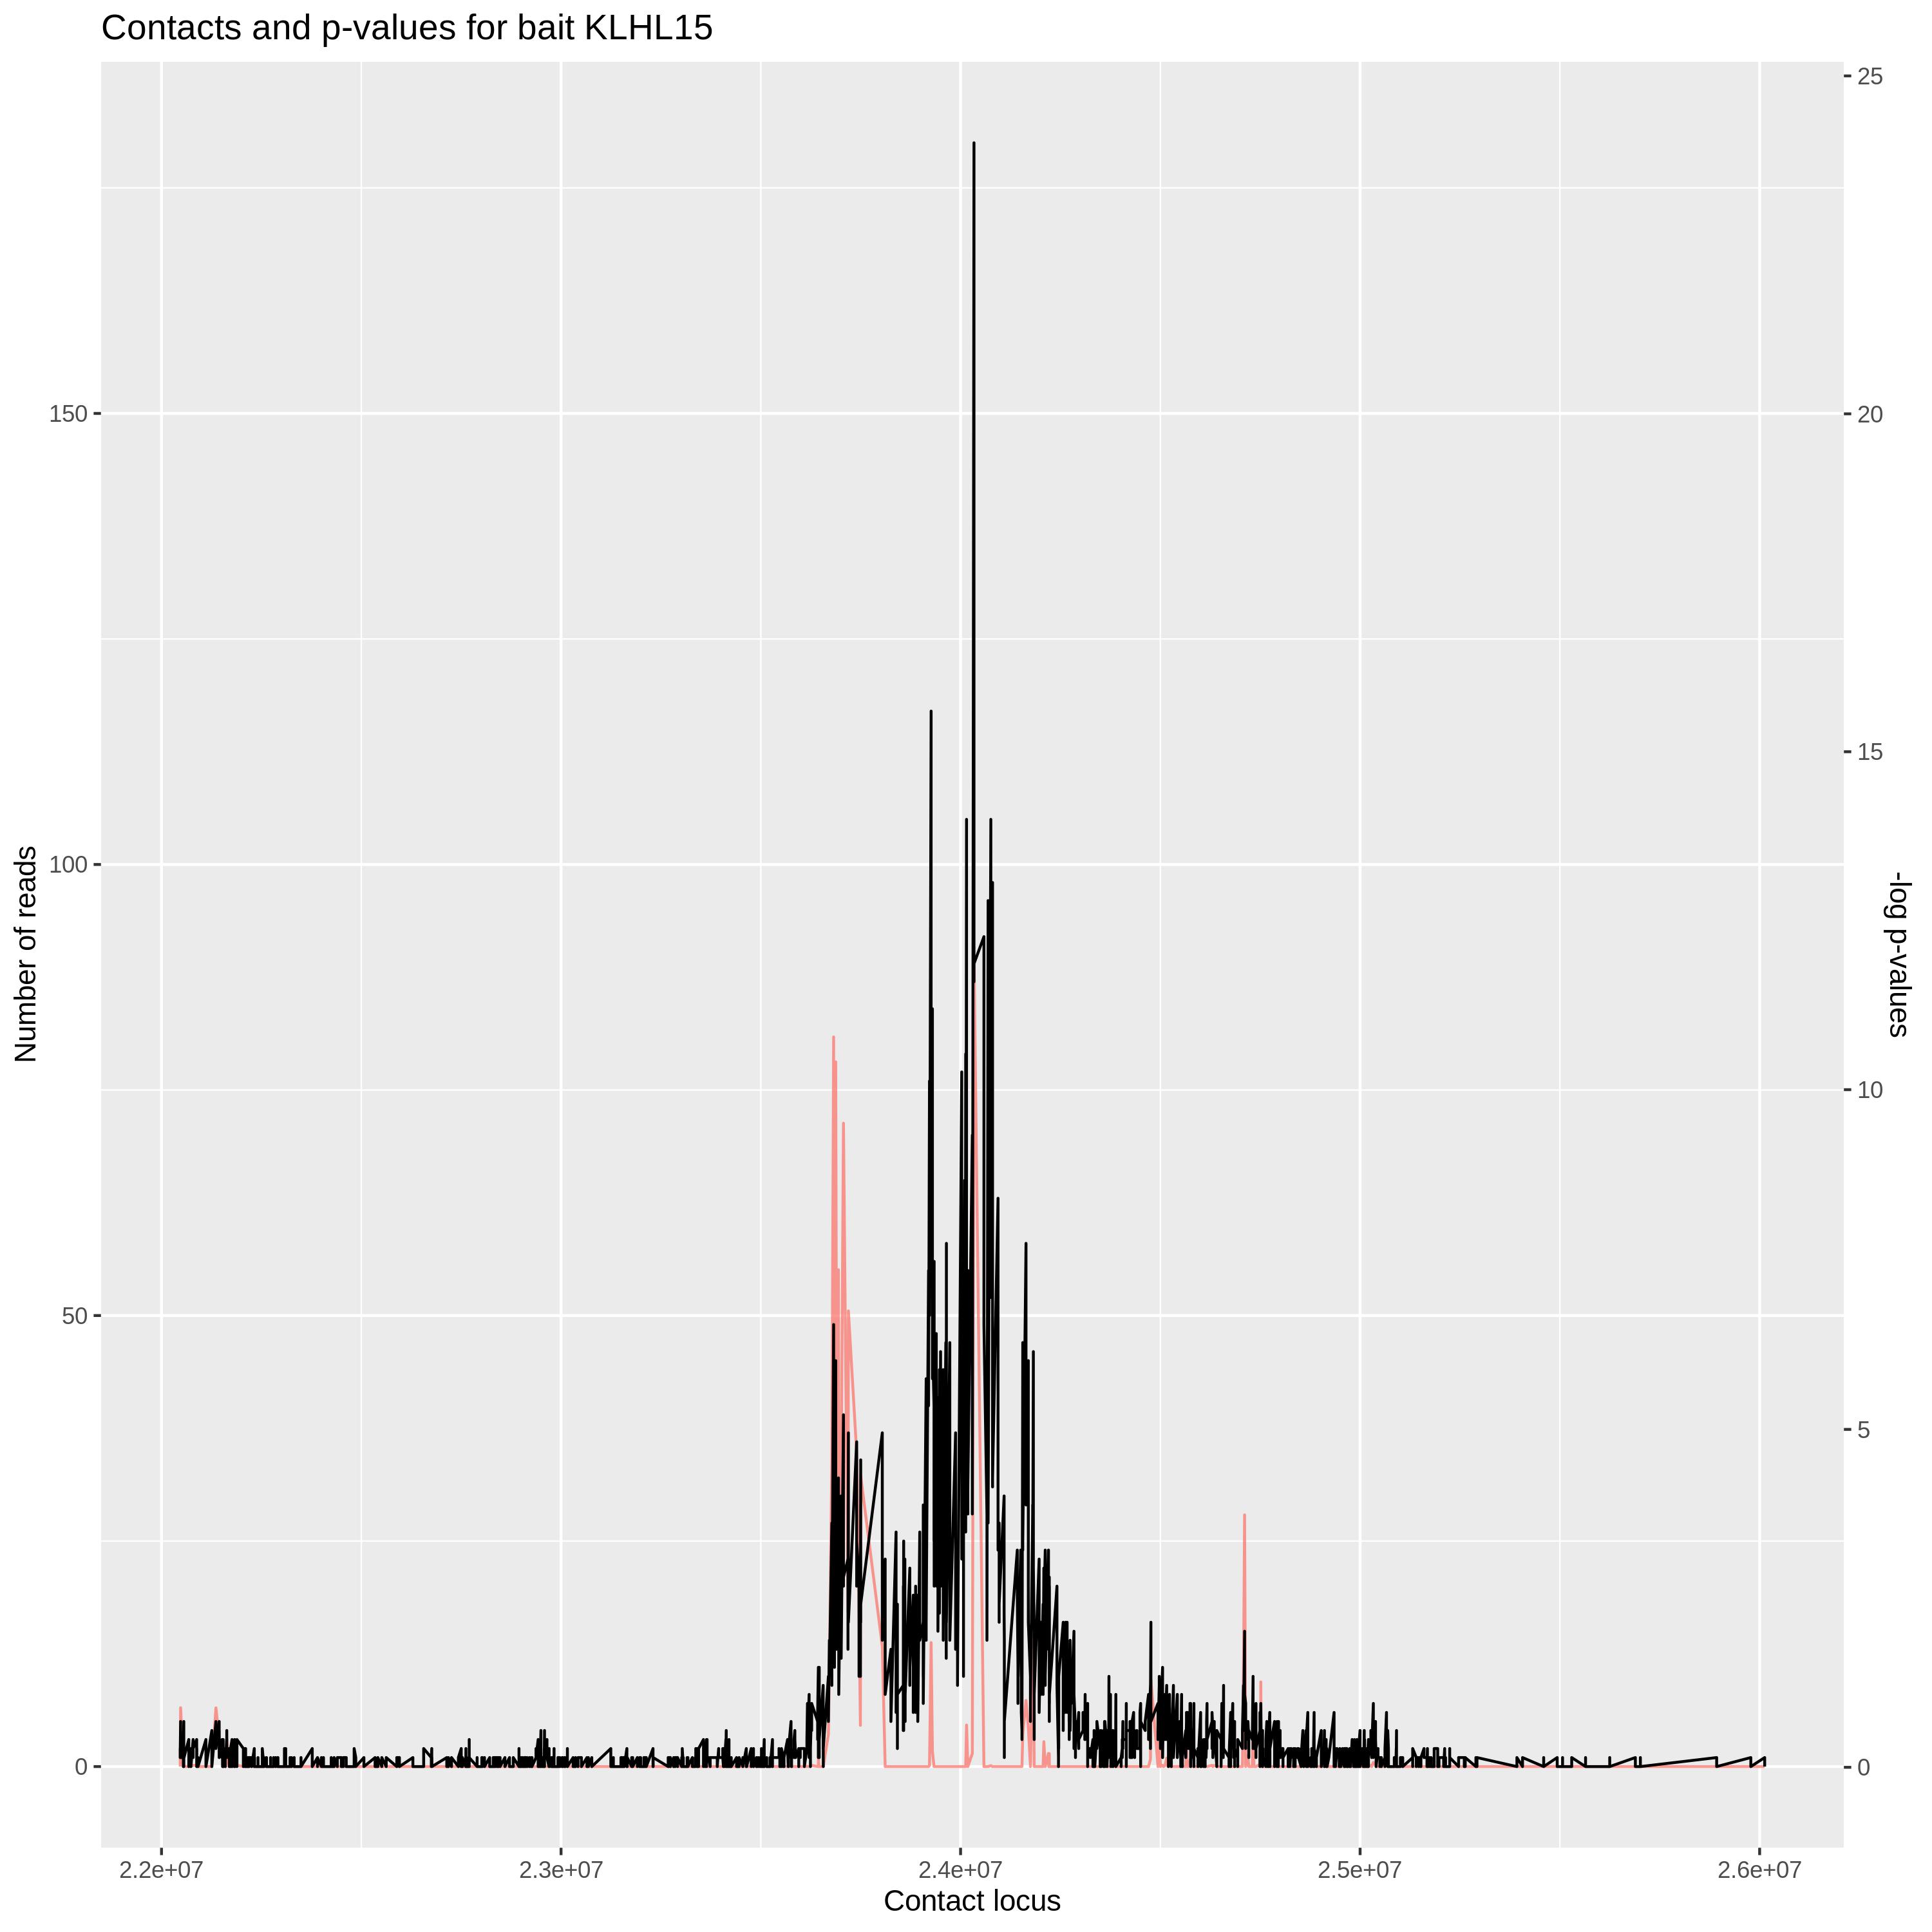 Contacts and p-values for bait KLHL15
25
150
20
15
Number of reads
100
-log p-values
10
50
5
0
0
2.2e+07
2.3e+07
2.4e+07
2.5e+07
2.6e+07
Contact locus